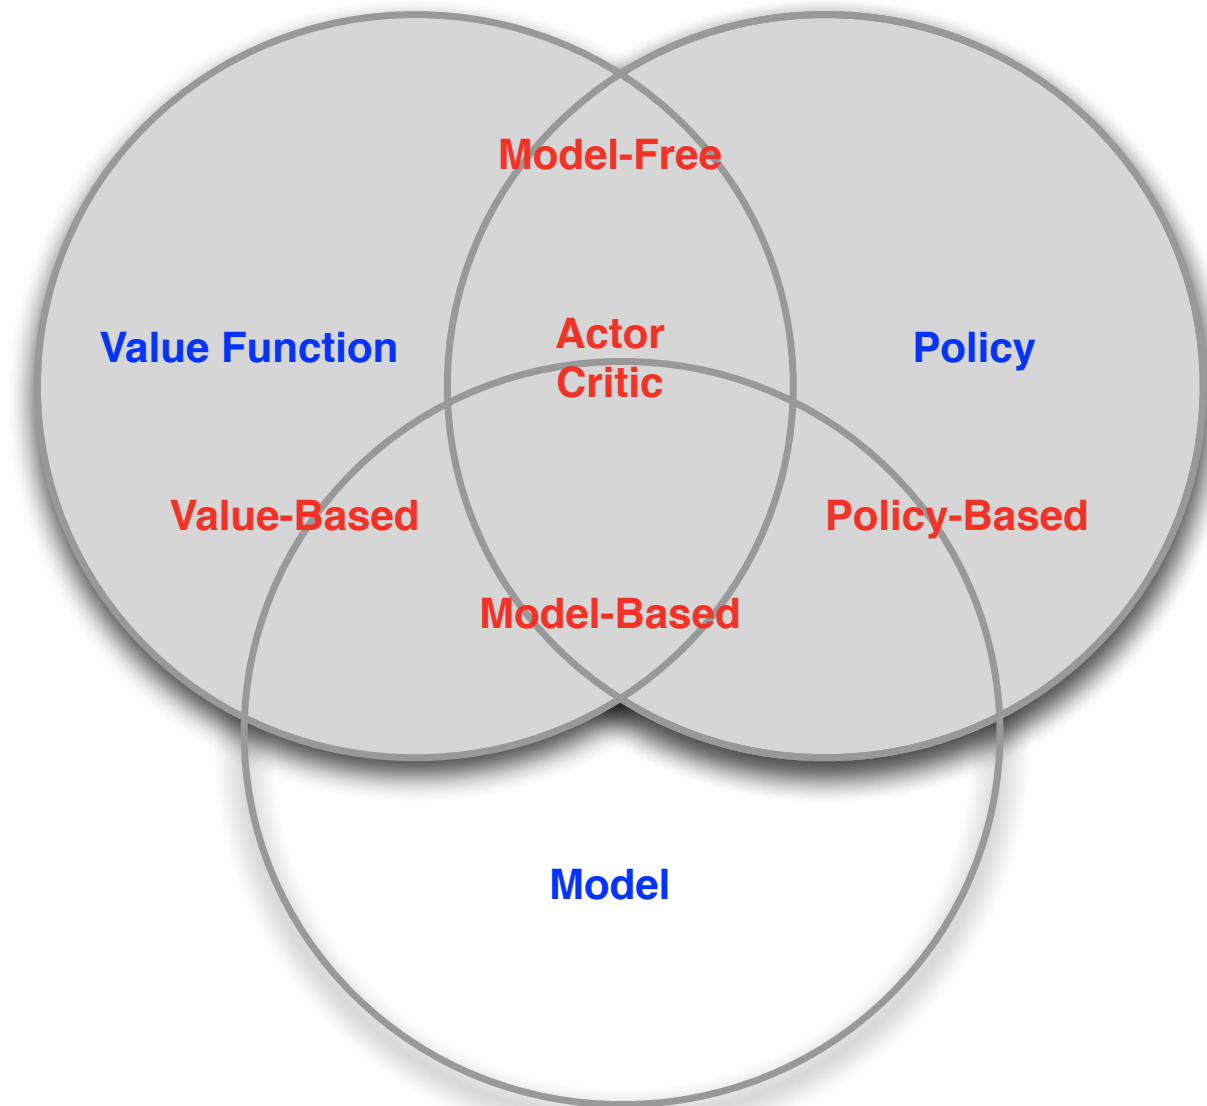 Model-Free
Value Function
Actor
Critic
Policy
Value-Based
Policy-Based
Model-Based
Model